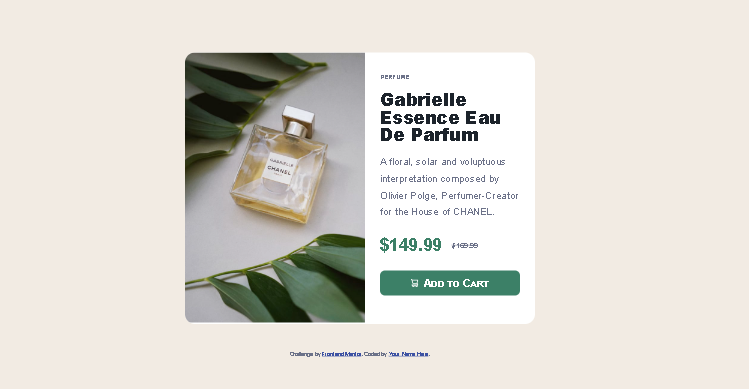 PERFUME
Gabrielle
Essence Eau
De Parfum
A floral, solar and voluptuous
interpretation composed by
Olivier Polge, Perfumer-Creator
for the House of CHANEL.
$149.99 $169.99
Add to Cart
GABRIELLE
CHANEL
Challenge by Frontend Mentor. Coded by Your Name Here.